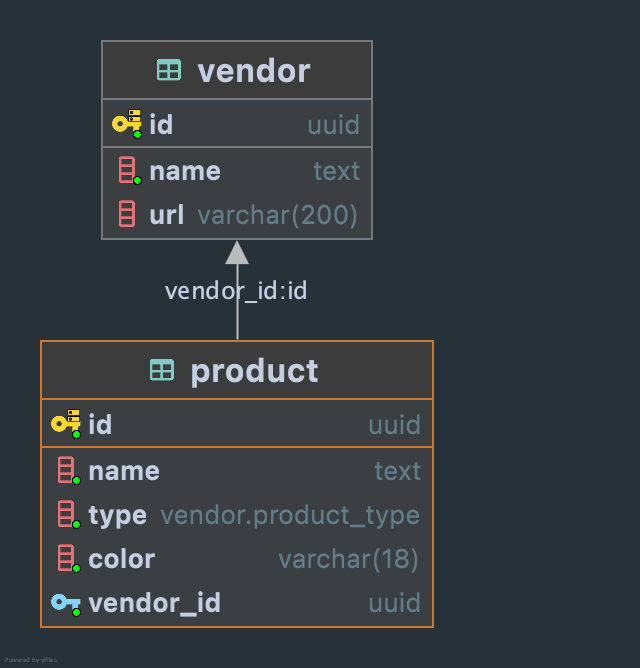 vendor
id uuid
name text
url varchar(200)
vendor_id:id
product
id uuid
name text
type vendor.product_type
color varchar(18)
vendor_id uuid
Powered by yFiles